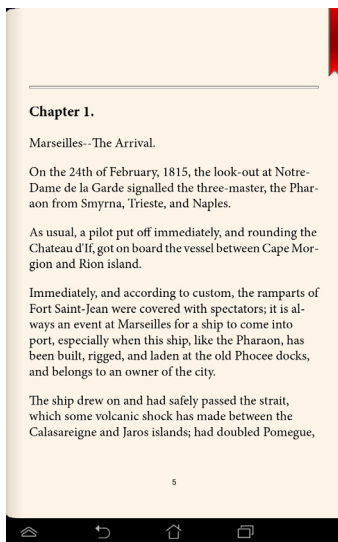 Chapter 1.
Marseilles--The Arrival.
On the 24th of February, 1815, the look-out at Notre-
Dame de la Garde signalled the three-master, the Phar-
aon from Smyrna, Trieste, and Naples.
As usual, a pilot put off immediately, and rounding the
Chateau d'If, got on board the vessel between Cape Mor-
gion and Rion island.
Immediately, and according to custom, the ramparts of
Fort Saint-Jean were covered with spectators; it is al-
ways an event at Marseilles for a ship to come into
port, especially when this ship, like the Pharaon, has
been built, rigged, and laden at the old Phocee docks,
and belongs to an owner of the city.
The ship drew on and had safely passed the strait,
which some volcanic shock has made between the
Calasareigne and Jaros islands; had doubled Pomegue,
5